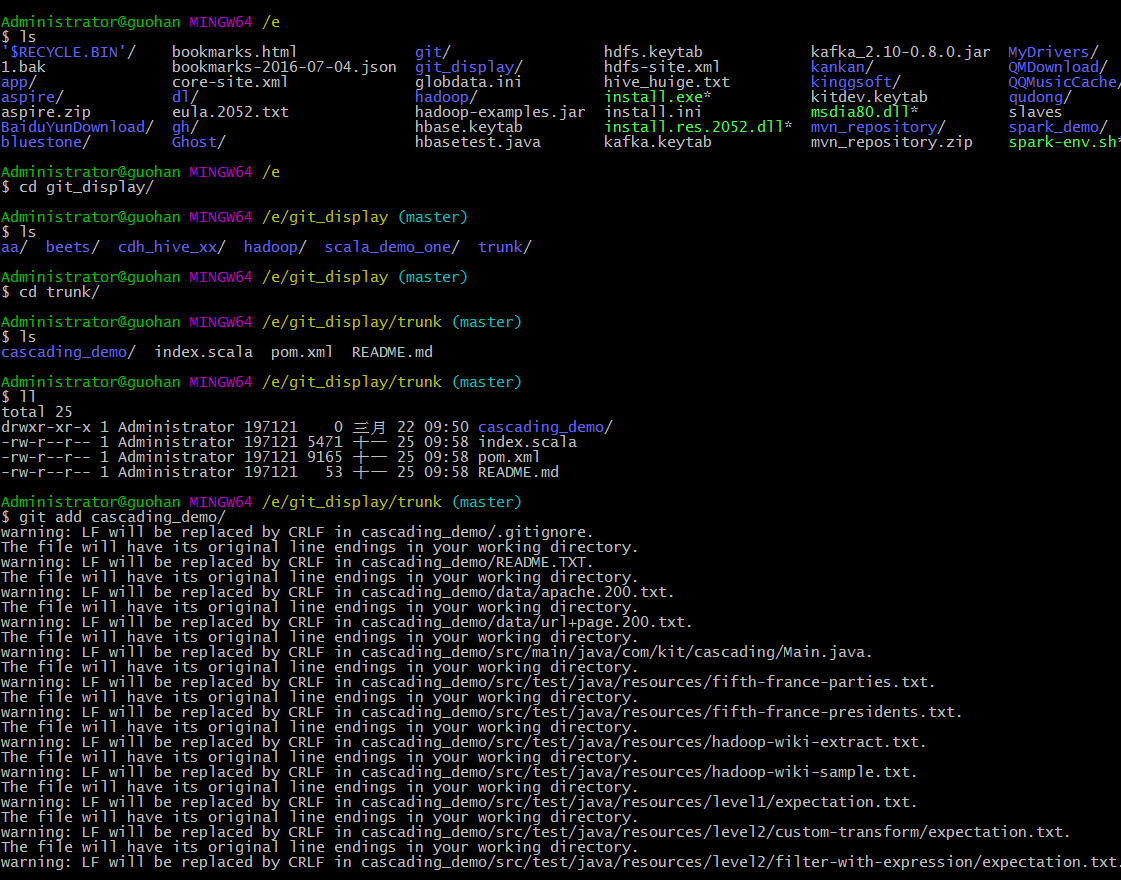 Administrator@guohan MINGW64 /e
$ ls
'$RECYCLE.BIN'/    bookmarks.html             git/                 hdfs.keytab           kafka_2.10-0.8.0.jar  MyDrivers/
1.bak              bookmarks-2016-07-04.json  git_display/         hdfs-site.xml         kankan/               QMDownload/
app/               core-site.xml              globdata.ini         hive_huige.txt        kinggsoft/            QQMusicCache/
aspire/            dl/                        hadoop/              install.exe*          kitdev.keytab         qudong/
aspire.zip         eula.2052.txt              hadoop-examples.jar  install.ini           msdia80.dll*          slaves
BaiduYunDownload/  gh/                        hbase.keytab         install.res.2052.dll* mvn_repository/       spark_demo/
bluestone/         Ghost/                     hbasetest.java       kafka.keytab          mvn_repository.zip    spark-env.sh*
Administrator@guohan MINGW64 /e
$ cd git_display/
Administrator@guohan MINGW64 /e/git_display (master)
$ ls
aa/  beets/  cdh_hive_xx/  hadoop/  scala_demo_one/  trunk/
Administrator@guohan MINGW64 /e/git_display (master)
$ cd trunk/
Administrator@guohan MINGW64 /e/git_display/trunk (master)
$ ls
cascading_demo/  index.scala  pom.xml  README.md
Administrator@guohan MINGW64 /e/git_display/trunk (master)
$ ll
total 25
drwxr-xr-x 1 Administrator 197121    0 三月 22 09:50 cascading_demo/
-rw-r--r-- 1 Administrator 197121 5471 十一 25 09:58 index.scala
-rw-r--r-- 1 Administrator 197121 9165 十一 25 09:58 pom.xml
-rw-r--r-- 1 Administrator 197121   53 十一 25 09:58 README.md
Administrator@guohan MINGW64 /e/git_display/trunk (master)
$ git add cascading_demo/
warning: LF will be replaced by CRLF in cascading_demo/.gitignore.
The file will have its original line endings in your working directory.
warning: LF will be replaced by CRLF in cascading_demo/README.TXT.
The file will have its original line endings in your working directory.
warning: LF will be replaced by CRLF in cascading_demo/data/apache.200.txt.
The file will have its original line endings in your working directory.
warning: LF will be replaced by CRLF in cascading_demo/data/url+page.200.txt.
The file will have its original line endings in your working directory.
warning: LF will be replaced by CRLF in cascading_demo/src/main/java/com/kit/cascading/Main.java.
The file will have its original line endings in your working directory.
warning: LF will be replaced by CRLF in cascading_demo/src/test/java/resources/fifth-france-parties.txt.
The file will have its original line endings in your working directory.
warning: LF will be replaced by CRLF in cascading_demo/src/test/java/resources/fifth-france-presidents.txt.
The file will have its original line endings in your working directory.
warning: LF will be replaced by CRLF in cascading_demo/src/test/java/resources/hadoop-wiki-extract.txt.
The file will have its original line endings in your working directory.
warning: LF will be replaced by CRLF in cascading_demo/src/test/java/resources/hadoop-wiki-sample.txt.
The file will have its original line endings in your working directory.
warning: LF will be replaced by CRLF in cascading_demo/src/test/java/resources/level1/expectation.txt.
The file will have its original line endings in your working directory.
warning: LF will be replaced by CRLF in cascading_demo/src/test/java/resources/level2/custom-transform/expectation.txt.
The file will have its original line endings in your working directory.
warning: LF will be replaced by CRLF in cascading_demo/src/test/java/resources/level2/filter-with-expression/expectation.txt.